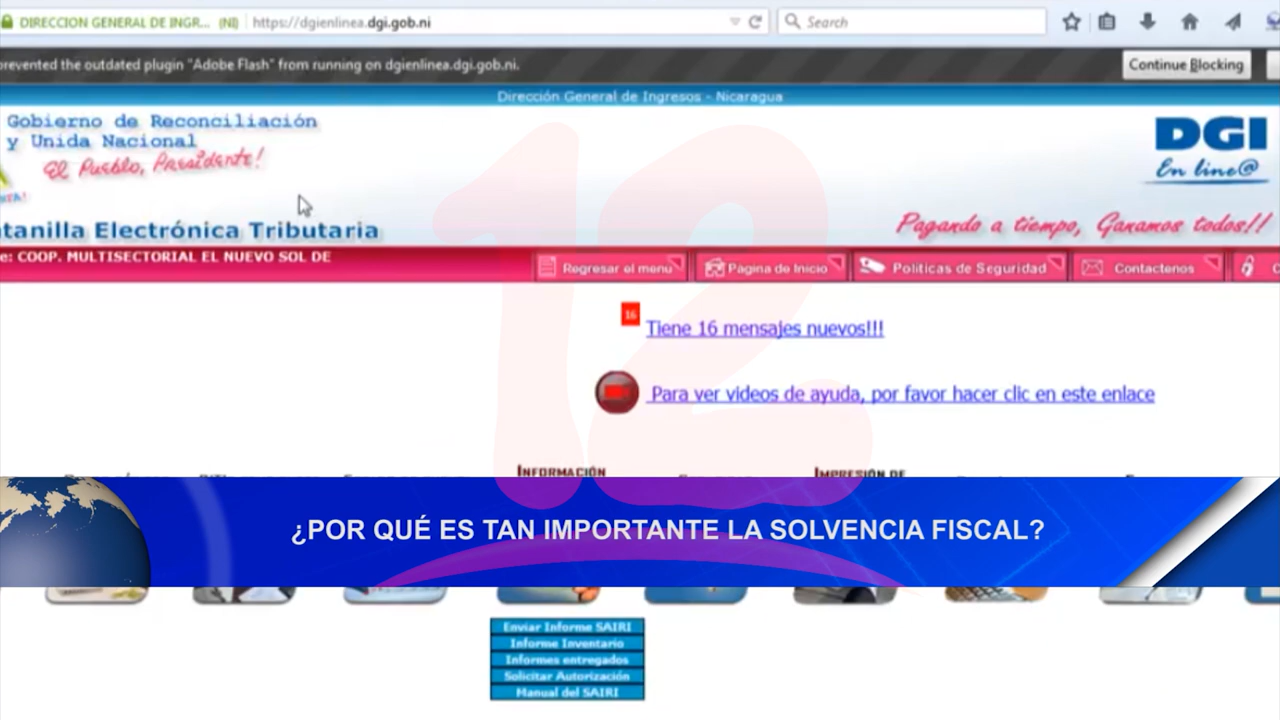 DIRECCION GENERAL DE INGR... (NI) https://dgienlinea.dgi.gob.ni Search
prevented the outdated plugin "Adobe Flash" from running on dgienlinea.dgi.gob.ni. Continue Blocking
Dirección General de Ingresos - Nicaragua
Gobierno de Reconciliación
y Unida Nacional
El Pueblo, Presidente!
DGI
En line@
tanilla Electrónica Tributaria
Pagando a tiempo, Ganamos todos!!
e: COOP. MULTISECTORIAL EL NUEVO SOL DE
Regresar al menu Página de Inicio Políticas de Seguridad Contactenos
16 Tiene 16 mensajes nuevos!!!
Para ver videos de ayuda, por favor hacer clic en este enlace
12
INFORMACIÓN IMPRESIÓN DE
¿POR QUÉ ES TAN IMPORTANTE LA SOLVENCIA FISCAL?
Enviar Informe SAIRI
Informe Inventario
Informes entregados
Solicitar Autorización
Manual del SAIRI